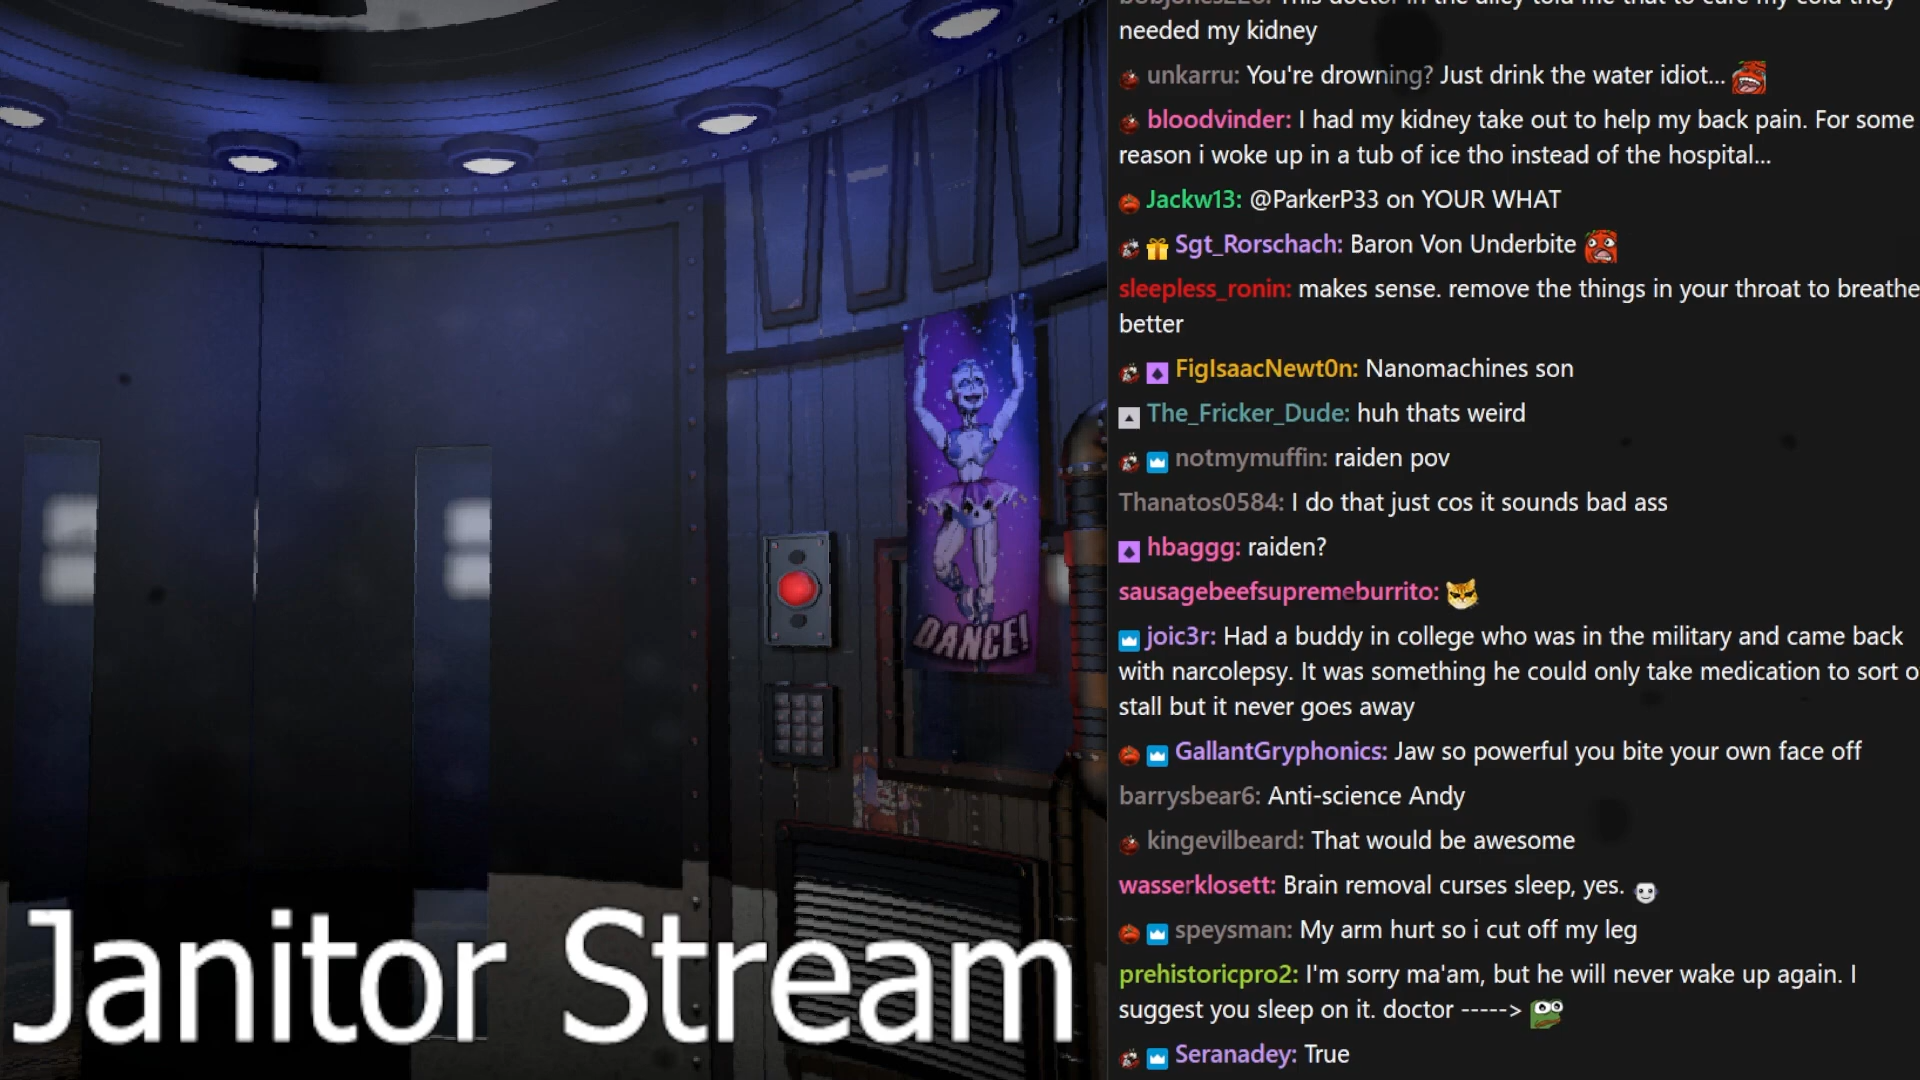 needed my kidney
unkarru: You're drowning? Just drink the water idiot...
bloodvinder: I had my kidney take out to help my back pain. For some
reason i woke up in a tub of ice tho instead of the hospital...
Jackw13: @ParkerP33 on YOUR WHAT
Sgt_Rorschach: Baron Von Underbite
sleepless_ronin: makes sense. remove the things in your throat to breathe
better
FigIsaacNewt0n: Nanomachines son
The_Fricker_Dude: huh thats weird
notmymuffin: raiden pov
Thanatos0584: I do that just cos it sounds bad ass
hbaggg: raiden?
sausagebeefsupremeburrito:
joic3r: Had a buddy in college who was in the military and came back
with narcolepsy. It was something he could only take medication to sort o
stall but it never goes away
GallantGryphonics: Jaw so powerful you bite your own face off
barrysbear6: Anti-science Andy
kingevilbeard: That would be awesome
wasserklosett: Brain removal curses sleep, yes.
speysman: My arm hurt so i cut off my leg
prehistoricpro2: I'm sorry ma'am, but he will never wake up again. I
suggest you sleep on it. doctor ----->
Seranadey: True
DANCE!
Janitor Stream